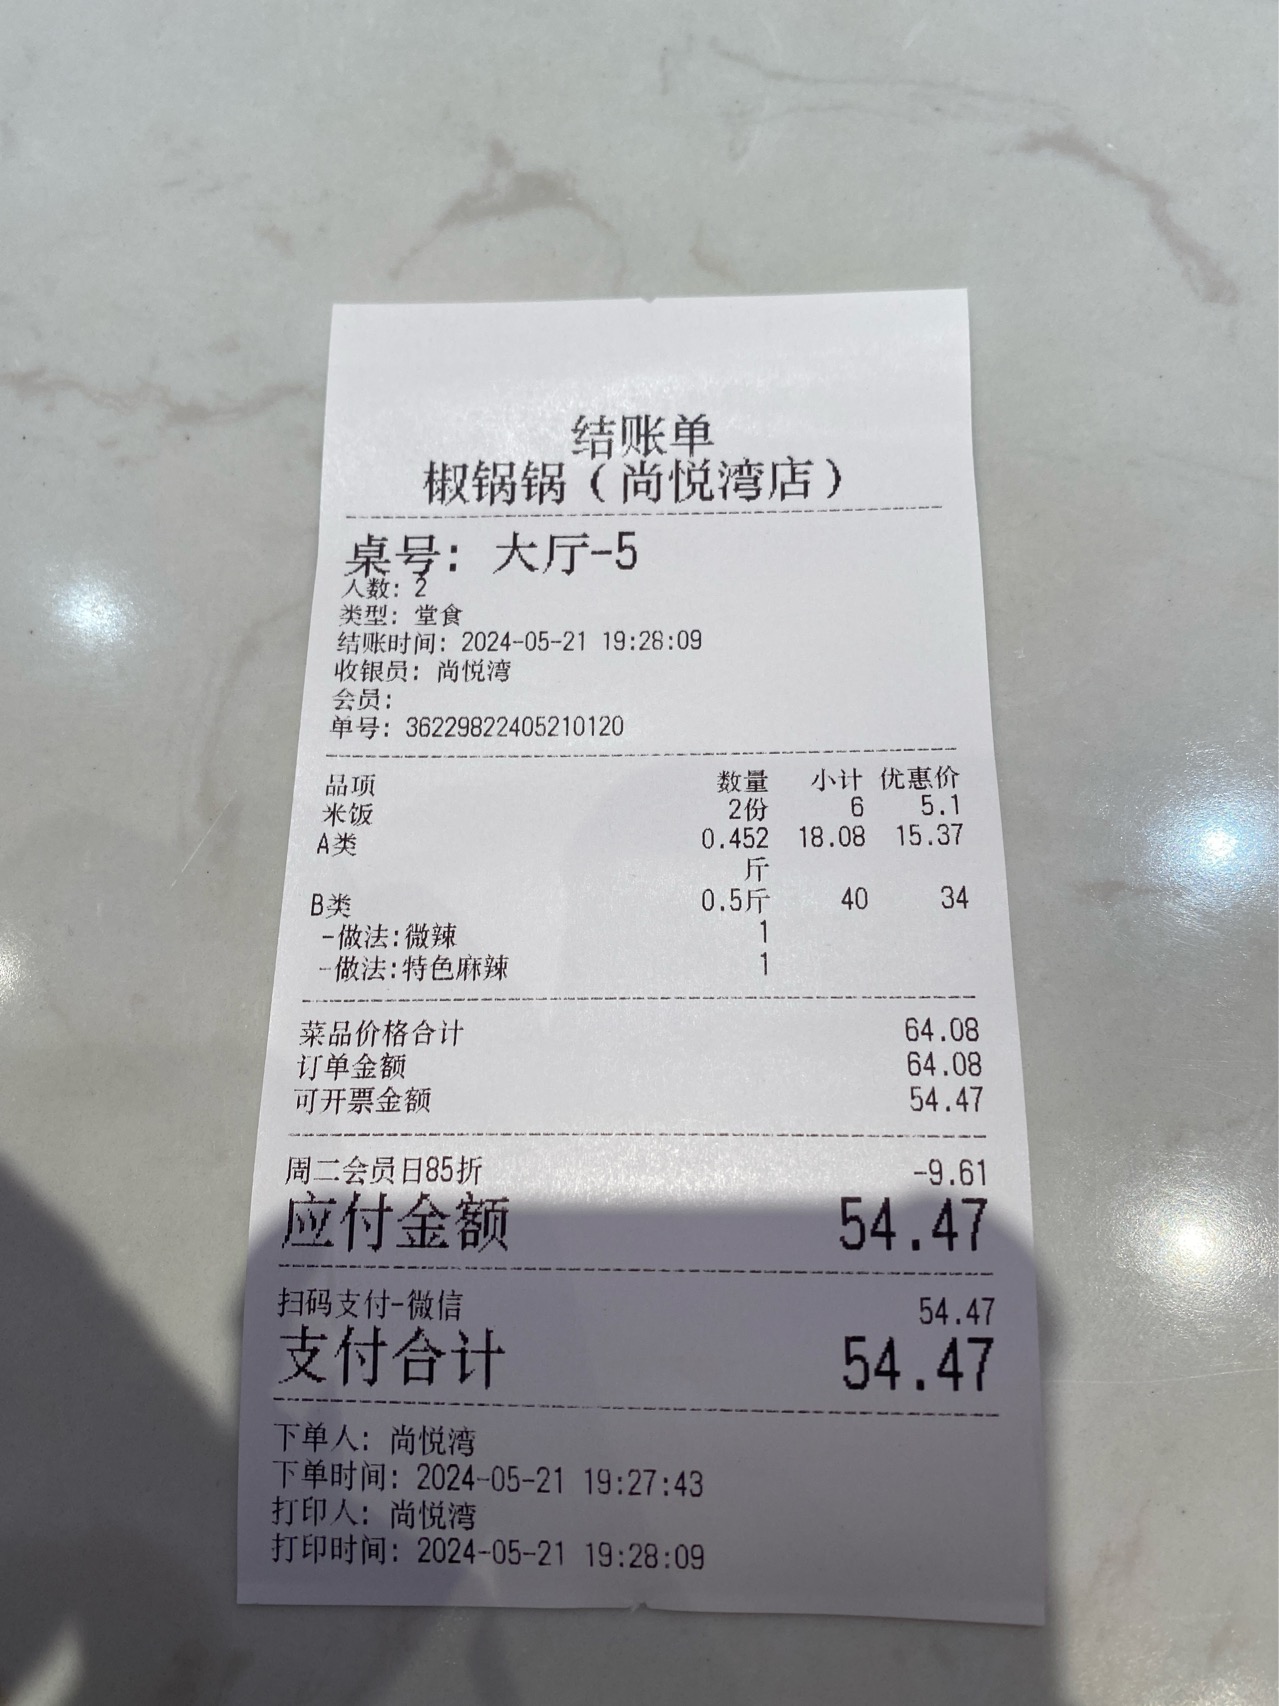 结账单
椒锅锅（尚悦湾店）
桌号: 大厅-5
人数: 2
类型: 堂食
结账时间: 2024-05-21 19:28:09
收银员: 尚悦湾
会员:
单号: 36229822405210120
品项 数量 小计 优惠价
米饭 2份 6 5.1
A类 0.452 18.08 15.37
斤
B类 0.5斤 40 34
-做法:微辣 1
-做法:特色麻辣 1
菜品价格合计 64.08
订单金额 64.08
可开票金额 54.47
周二会员日85折 -9.61
应付金额 54.47
扫码支付-微信 54.47
支付合计 54.47
下单人: 尚悦湾
下单时间: 2024-05-21 19:27:43
打印人: 尚悦湾
打印时间: 2024-05-21 19:28:09